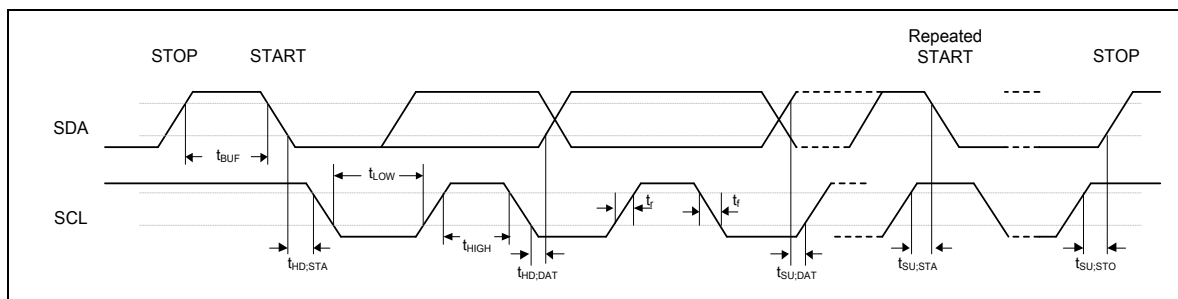 Repeated
STOP START START STOP
SDA
tBUF
tLOW
SCL
tr tf
tHIGH
tHD;STA tHD;DAT tSU;DAT tSU;STA tSU;STO